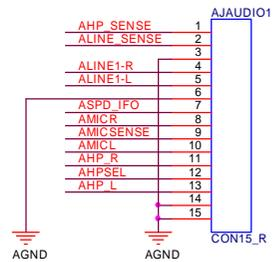 AJAUDIO1
AHP_SENSE 1
ALINE_SENSE 2
3
ALINE1-R 4
ALINE1-L 5
6
ASPD_IFO 7
AMICR 8
AMICSENSE 9
AMICL 10
AHP_R 11
AHPSEL 12
AHP_L 13
14
15
CON15_R
AGND AGND